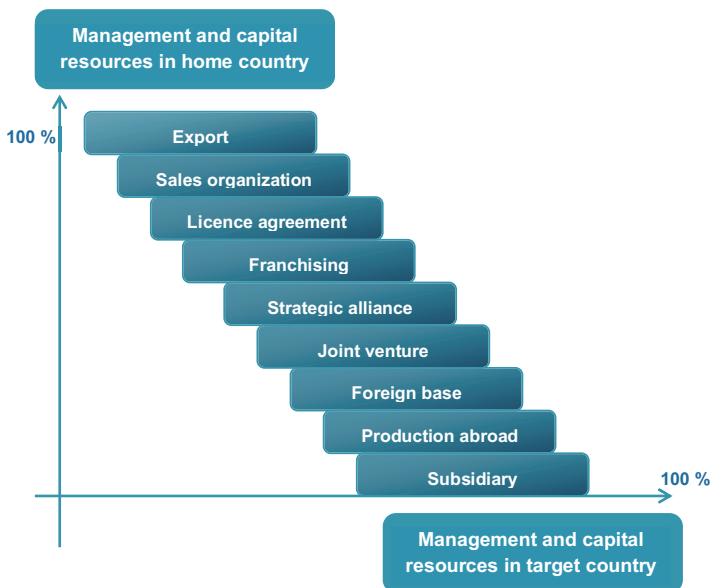 Management and capital
resources in home country
100 %
Export
Sales organization
Licence agreement
Franchising
Strategic alliance
Joint venture
Foreign base
Production abroad
Subsidiary
100 %
Management and capital
resources in target country